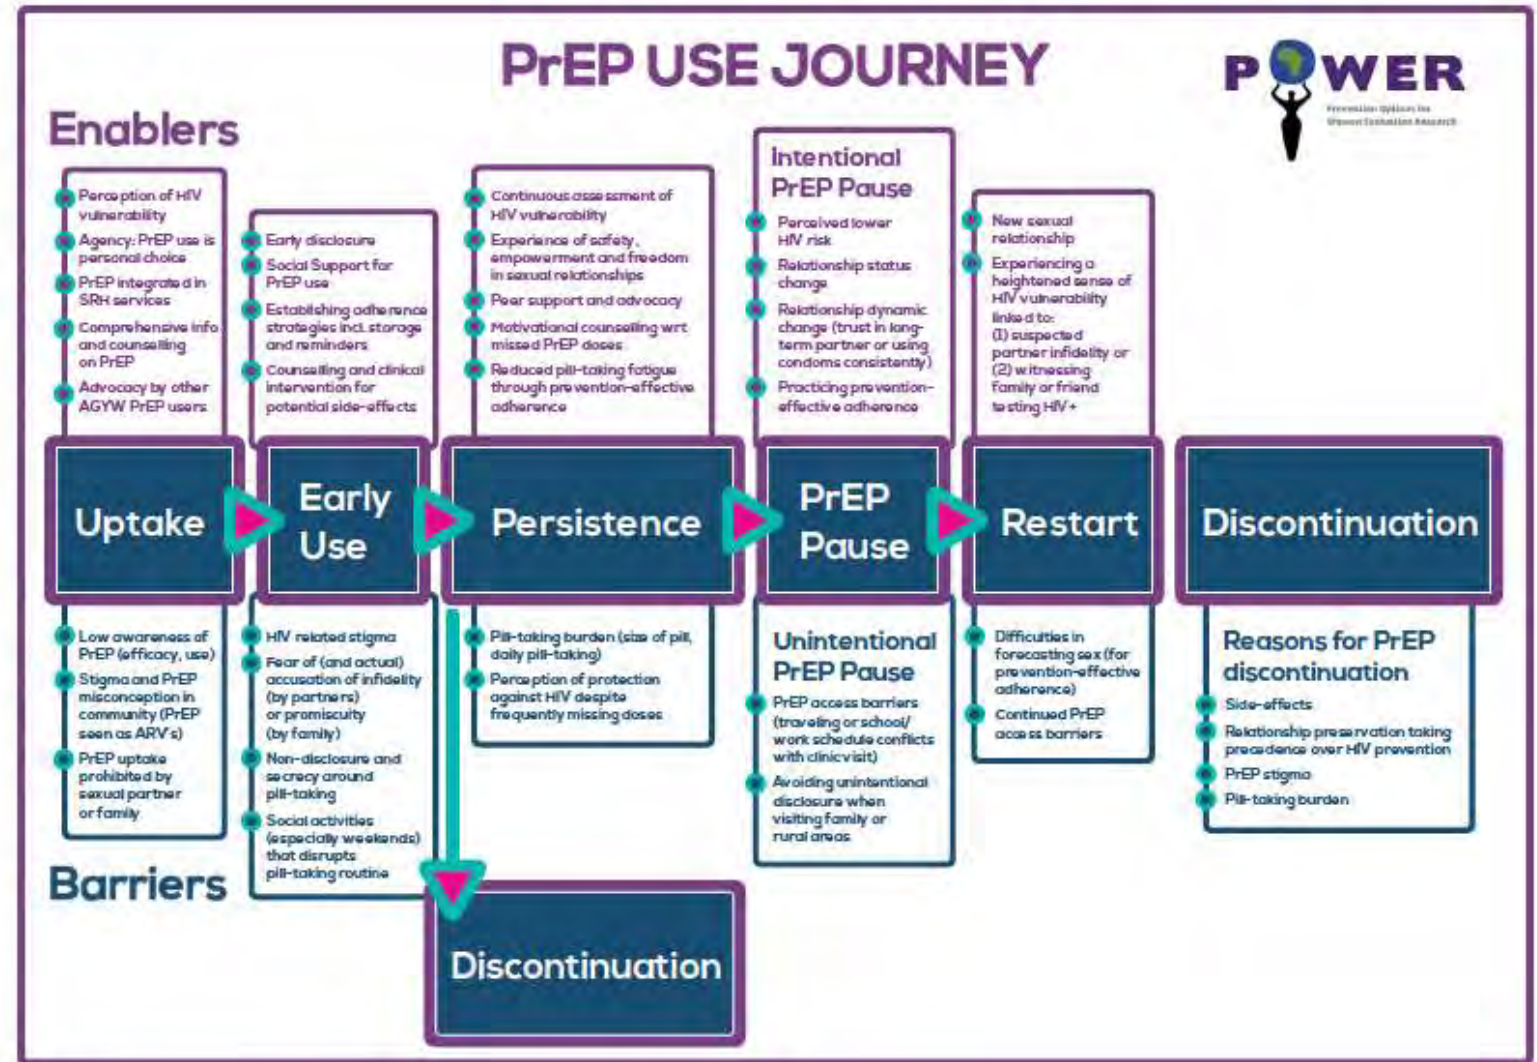 PrEP USE JOURNEY
POWER
Prevention Options for
Women Evaluation Research
Enablers
Perception of HIV
vulnerability
Agency: PrEP use is
personal choice
PrEP integrated in
SRH services
Comprehensive info
and counselling
on PrEP
Advocacy by other
AGYW PrEP users
Early disclosure
Social Support for
PrEP use
Establishing adherence
strategies incl. storage
and reminders
Counselling and clinical
intervention for
potential side-effects
Continuous assessment of
HIV vulnerability
Experience of safety,
empowerment and freedom
in sexual relationships
Peer support and advocacy
Motivational counselling wrt
missed PrEP doses
Reduced pill-taking fatigue
through prevention-effective
adherence
Intentional
PrEP Pause
Perceived lower
HIV risk
Relationship status
change
Relationship dynamic
change (trust in long-
term partner or using
condoms consistently)
Practicing prevention-
effective adherence
New sexual
relationship
Experiencing a
heightened sense of
HIV vulnerability
linked to:
(1) suspected
partner infidelity or
(2) witnessing
family or friend
testing HIV+
Uptake
Early
Use
Persistence
PrEP
Pause
Restart
Discontinuation
Low awareness of
PrEP (efficacy, use)
Stigma and PrEP
misconception in
community (PrEP
seen as ARV's)
PrEP uptake
prohibited by
sexual partner
or family
HIV related stigma
Fear of (and actual)
accusation of infidelity
(by partners)
or promiscuity
(by family)
Non-disclosure and
secrecy around
pill-taking
Social activities
(especially weekends)
that disrupts
pill-taking routine
Pill-taking burden (size of pill,
daily pill-taking)
Perception of protection
against HIV despite
frequently missing doses
Unintentional
PrEP Pause
PrEP access barriers
(traveling or school/
work schedule conflicts
with clinic visit)
Avoiding unintentional
disclosure when
visiting family or
rural areas
Difficulties in
forecasting sex (for
prevention-effective
adherence)
Continued PrEP
access barriers
Reasons for PrEP
discontinuation
Side-effects
Relationship preservation taking
precedence over HIV prevention
PrEP stigma
Pill-taking burden
Barriers
Discontinuation